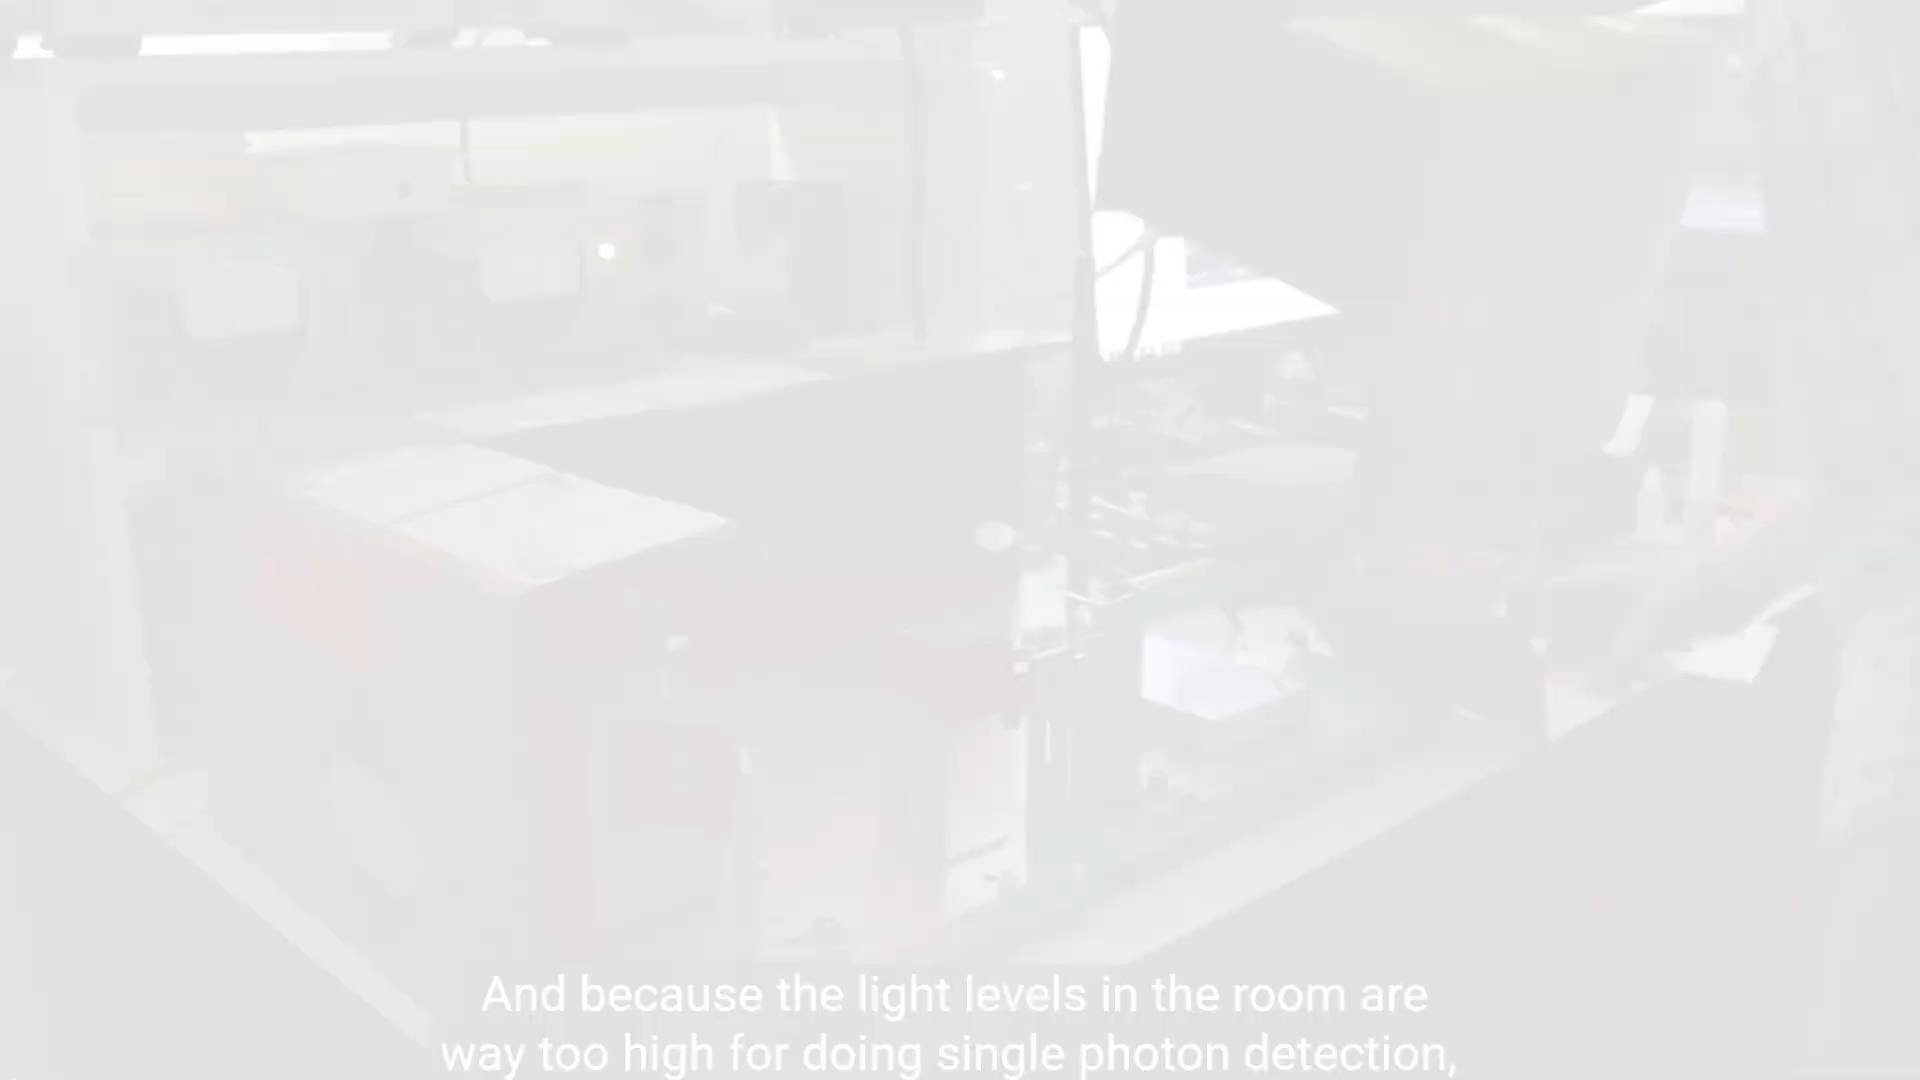 And because the light levels in the room are
way too high for doing single photon detection,